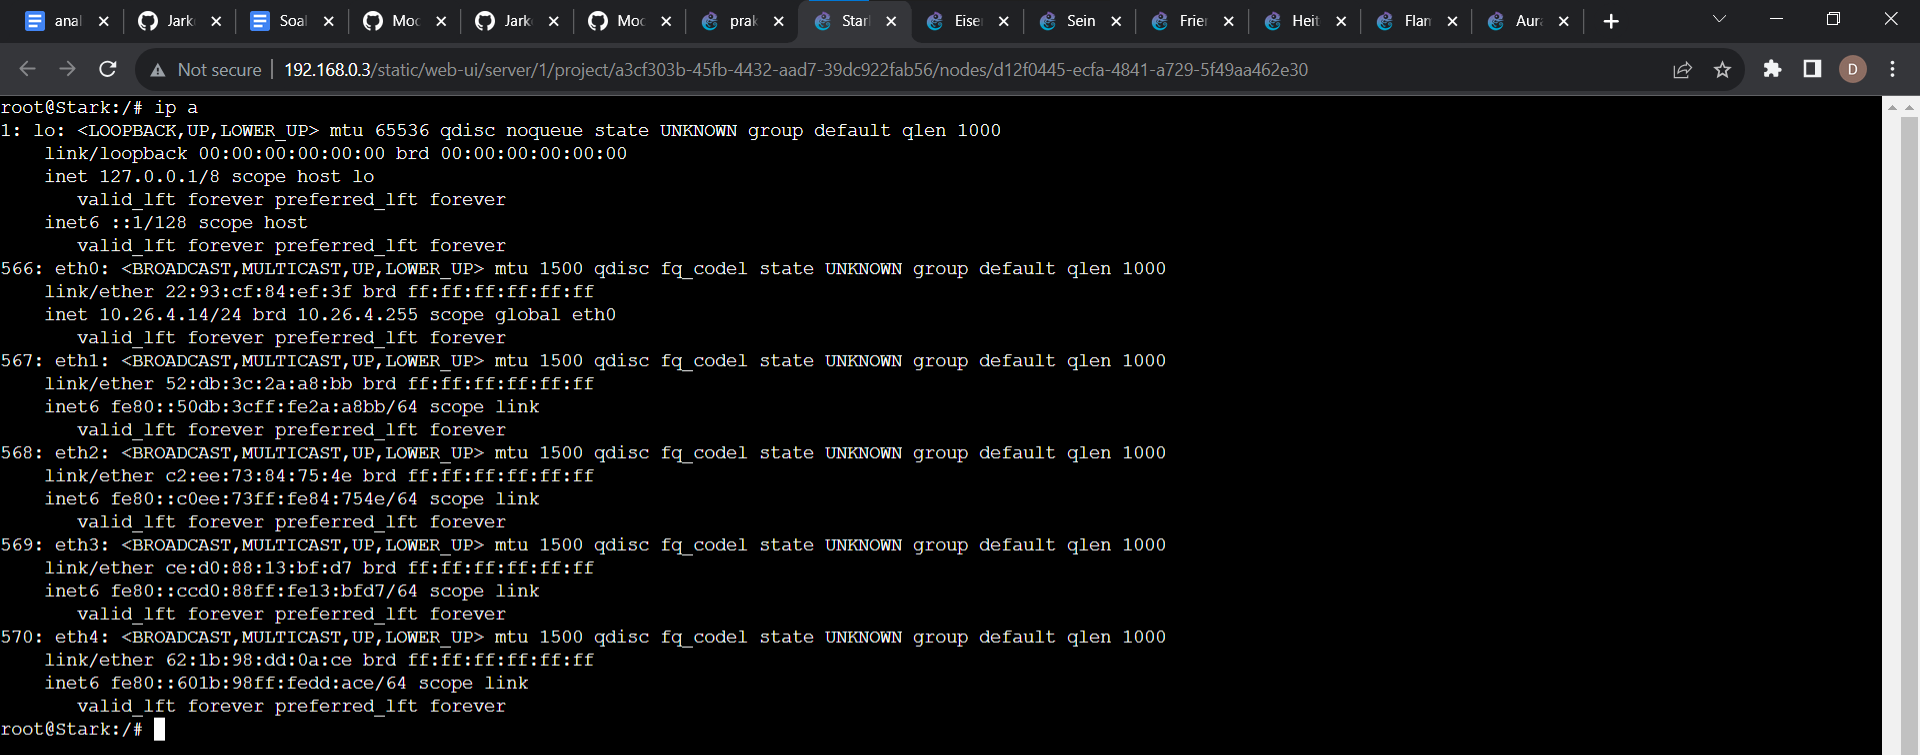 anal Jark Soal Moc Jark Moc prak Stark Eise Sein Frier Heit Flam Aura
Not secure 192.168.0.3/static/web-ui/server/1/project/a3cf303b-45fb-4432-aad7-39dc922fab56/nodes/d12f0445-ecfa-4841-a729-5f49aa462e30 D
root@Stark:/# ip a
1: lo: <LOOPBACK,UP,LOWER_UP> mtu 65536 qdisc noqueue state UNKNOWN group default qlen 1000
    link/loopback 00:00:00:00:00:00 brd 00:00:00:00:00:00
    inet 127.0.0.1/8 scope host lo
       valid_lft forever preferred_lft forever
    inet6 ::1/128 scope host
       valid_lft forever preferred_lft forever
566: eth0: <BROADCAST,MULTICAST,UP,LOWER_UP> mtu 1500 qdisc fq_codel state UNKNOWN group default qlen 1000
    link/ether 22:93:cf:84:ef:3f brd ff:ff:ff:ff:ff:ff
    inet 10.26.4.14/24 brd 10.26.4.255 scope global eth0
       valid_lft forever preferred_lft forever
567: eth1: <BROADCAST,MULTICAST,UP,LOWER_UP> mtu 1500 qdisc fq_codel state UNKNOWN group default qlen 1000
    link/ether 52:db:3c:2a:a8:bb brd ff:ff:ff:ff:ff:ff
    inet6 fe80::50db:3cff:fe2a:a8bb/64 scope link
       valid_lft forever preferred_lft forever
568: eth2: <BROADCAST,MULTICAST,UP,LOWER_UP> mtu 1500 qdisc fq_codel state UNKNOWN group default qlen 1000
    link/ether c2:ee:73:84:75:4e brd ff:ff:ff:ff:ff:ff
    inet6 fe80::c0ee:73ff:fe84:754e/64 scope link
       valid_lft forever preferred_lft forever
569: eth3: <BROADCAST,MULTICAST,UP,LOWER_UP> mtu 1500 qdisc fq_codel state UNKNOWN group default qlen 1000
    link/ether ce:d0:88:13:bf:d7 brd ff:ff:ff:ff:ff:ff
    inet6 fe80::ccd0:88ff:fe13:bfd7/64 scope link
       valid_lft forever preferred_lft forever
570: eth4: <BROADCAST,MULTICAST,UP,LOWER_UP> mtu 1500 qdisc fq_codel state UNKNOWN group default qlen 1000
    link/ether 62:1b:98:dd:0a:ce brd ff:ff:ff:ff:ff:ff
    inet6 fe80::601b:98ff:fedd:ace/64 scope link
       valid_lft forever preferred_lft forever
root@Stark:/#